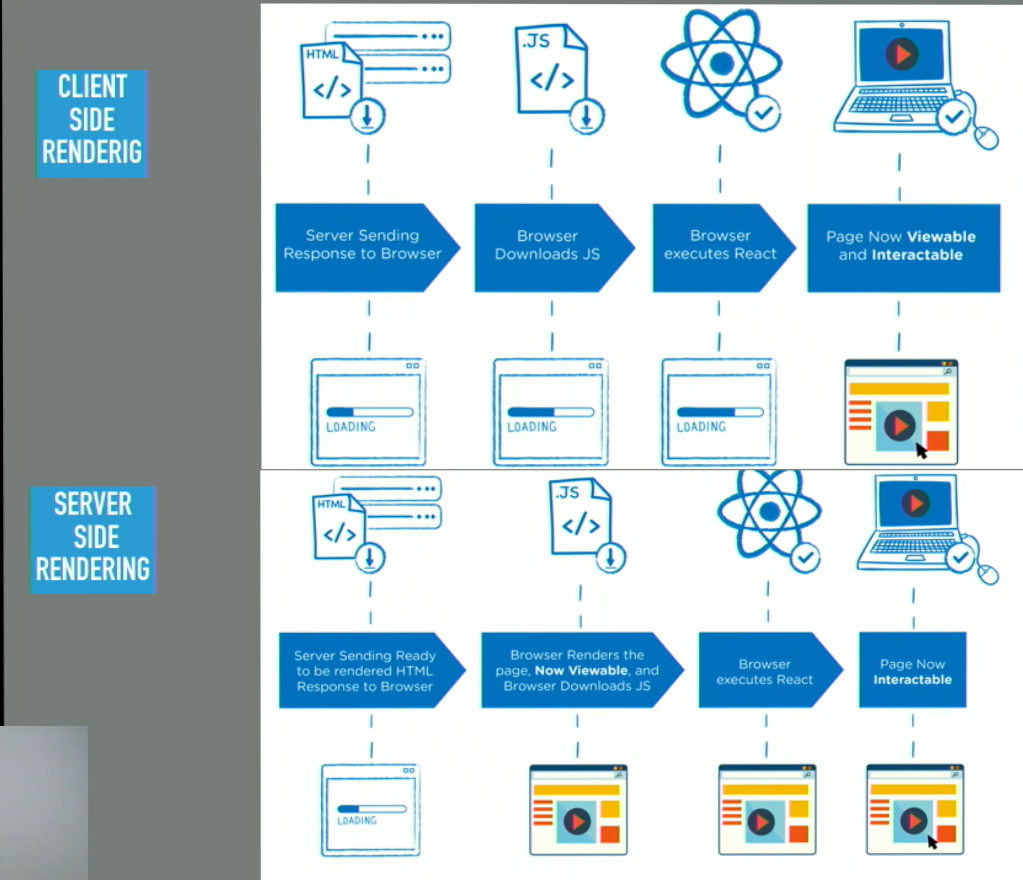 CLIENT
SIDE
RENDERIG
HTML
</>
.JS
</>
Server Sending
Response to Browser
Browser
Downloads JS
Browser
executes React
Page Now Viewable
and Interactable
LOADING
LOADING
LOADING
SERVER
SIDE
RENDERING
HTML
</>
.JS
</>
Server Sending Ready
to be rendered HTML
Response to Browser
Browser Renders the
page, Now Viewable, and
Browser Downloads JS
Browser
executes React
Page Now
Interactable
LOADING